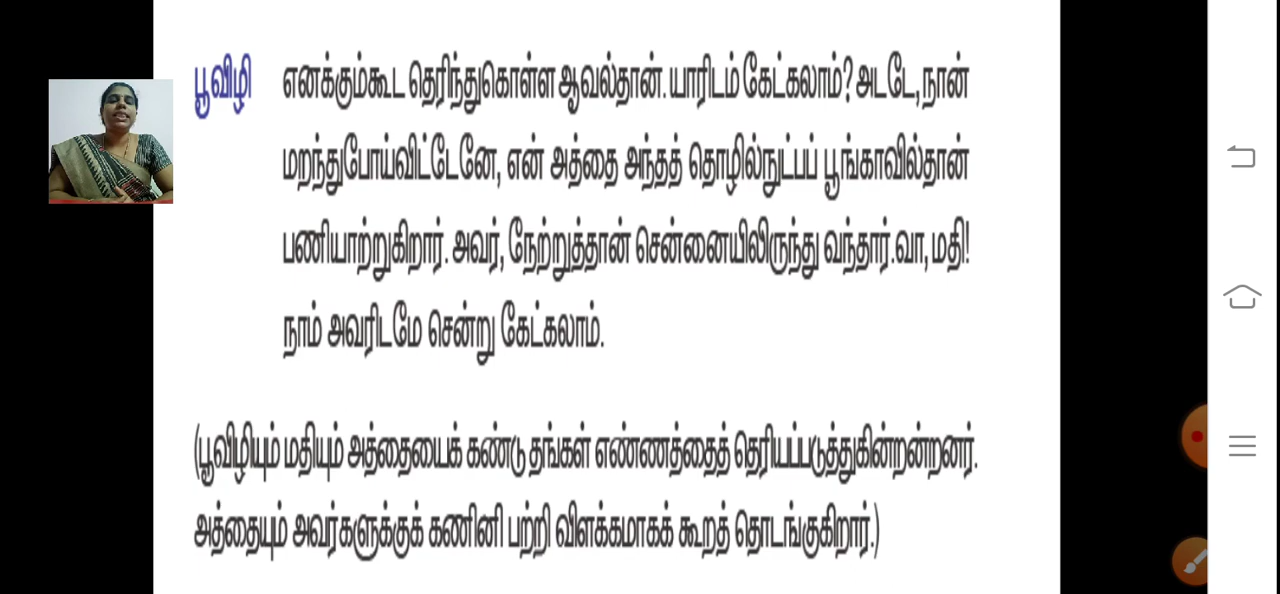 பூவிழி எனக்கும்கூட தெரிந்துகொள்ள ஆவல்தான். யாரிடம் கேட்கலாம்? அடடே, நான்
மறந்துபோய்விட்டேனே, என் அத்தை அந்தத் தொழில்நுட்பப் பூங்காவில்தான்
பணியாற்றுகிறார். அவர், நேற்றுத்தான் சென்னையிலிருந்து வந்தார்.வா, மதி!
நாம் அவரிடமே சென்று கேட்கலாம்.
(பூவிழியும் மதியும் அத்தையைக் கண்டு தங்கள் எண்ணத்தைத் தெரியப்படுத்துகின்றன்றனர்.
அத்தையும் அவர்களுக்குக் கணினி பற்றி விளக்கமாகக் கூறத் தொடங்குகிறார்.)